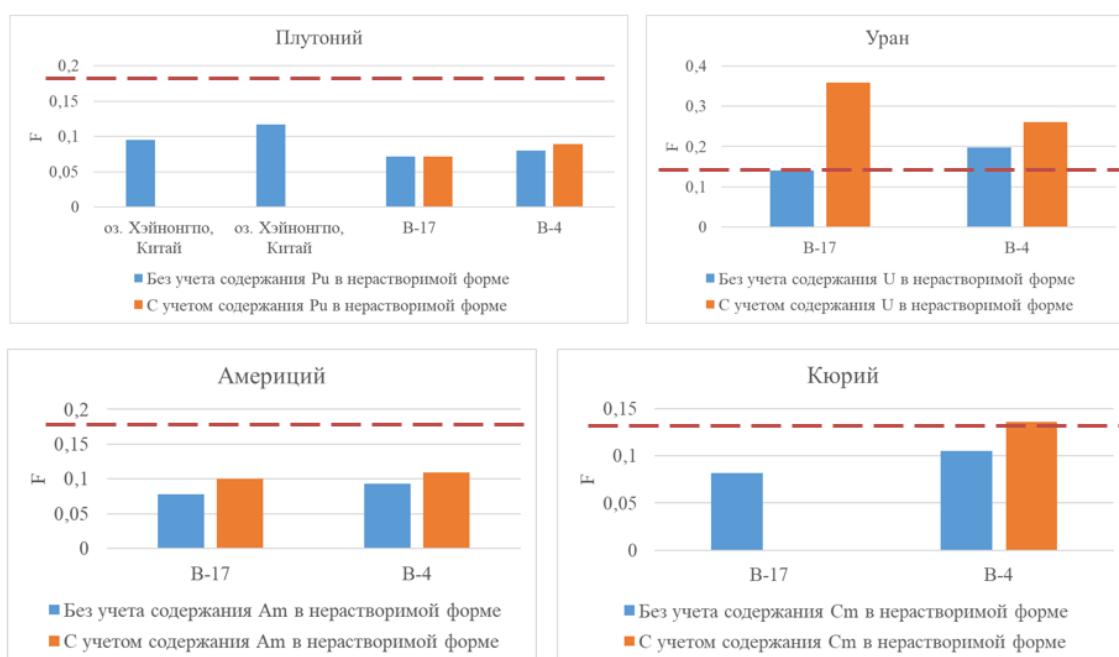 Плутоний
0,2
0,15
0,1
0,05
0
F
оз. Хэйнонгпо, Китай
оз. Хэйнонгпо, Китай
В-17
В-4
Без учета содержания Pu в нерастворимой форме
С учетом содержания Pu в нерастворимой форме
Уран
0,4
0,3
0,2
0,1
0
F
В-17
В-4
Без учета содержания U в нерастворимой форме
С учетом содержания U в нерастворимой форме
Америций
0,2
0,15
0,1
0,05
0
F
В-17
В-4
Без учета содержания Am в нерастворимой форме
С учетом содержания Am в нерастворимой форме
Кюрий
0,15
0,1
0,05
0
F
В-17
В-4
Без учета содержания Cm в нерастворимой форме
С учетом содержания Cm в нерастворимой форме